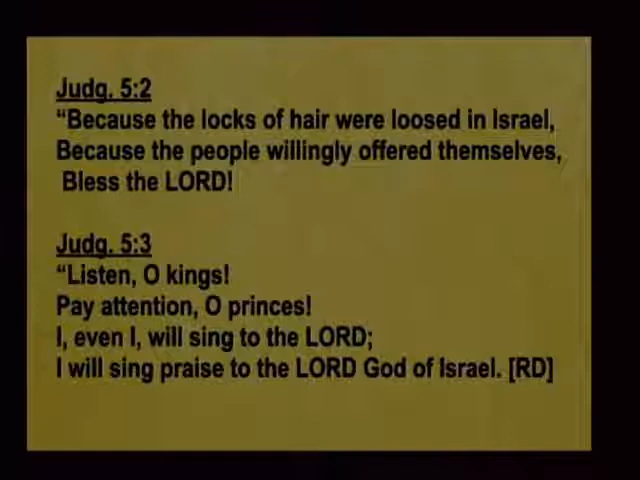 Judg. 5:2
“Because the locks of hair were loosed in Israel,
Because the people willingly offered themselves,
Bless the LORD!
Judg. 5:3
“Listen, O kings!
Pay attention, O princes!
I, even I, will sing to the LORD;
I will sing praise to the LORD God of Israel. [RD]